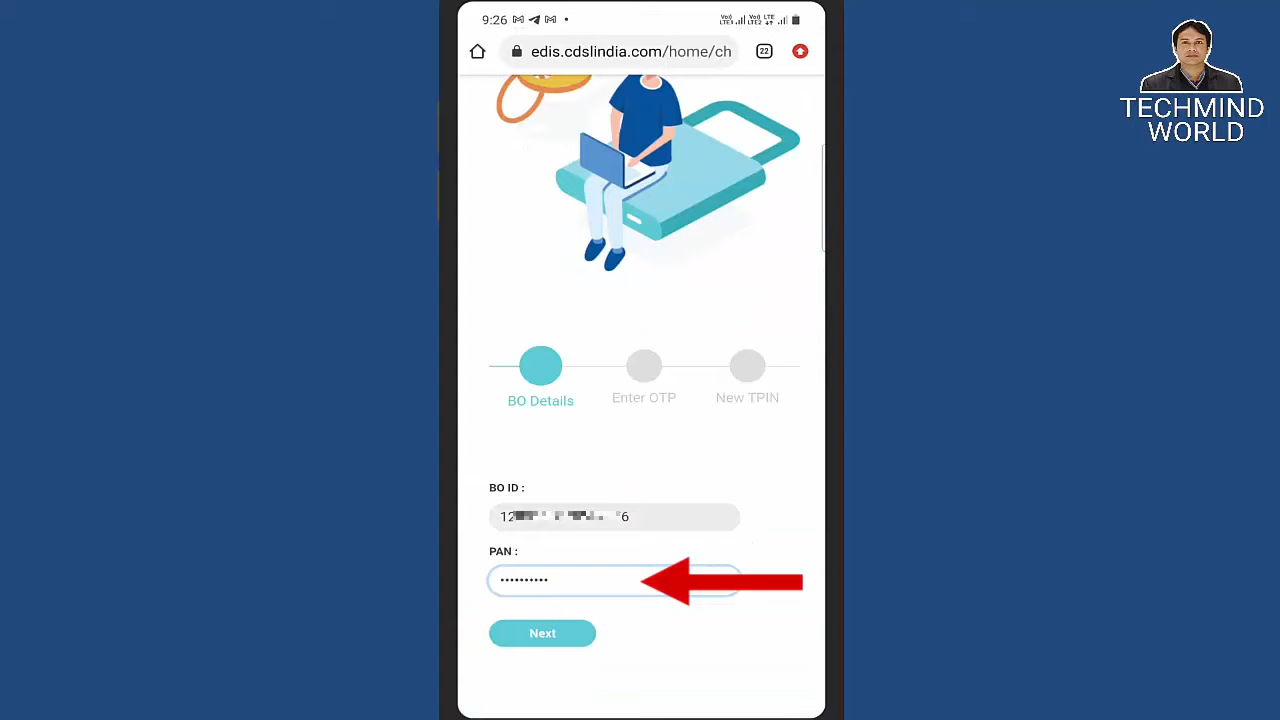 9:26
edis.cdslindia.com/home/ch
22
TECHMIND
WORLD
BO Details
Enter OTP
New TPIN
BO ID :
PAN :
••••••••••
Next